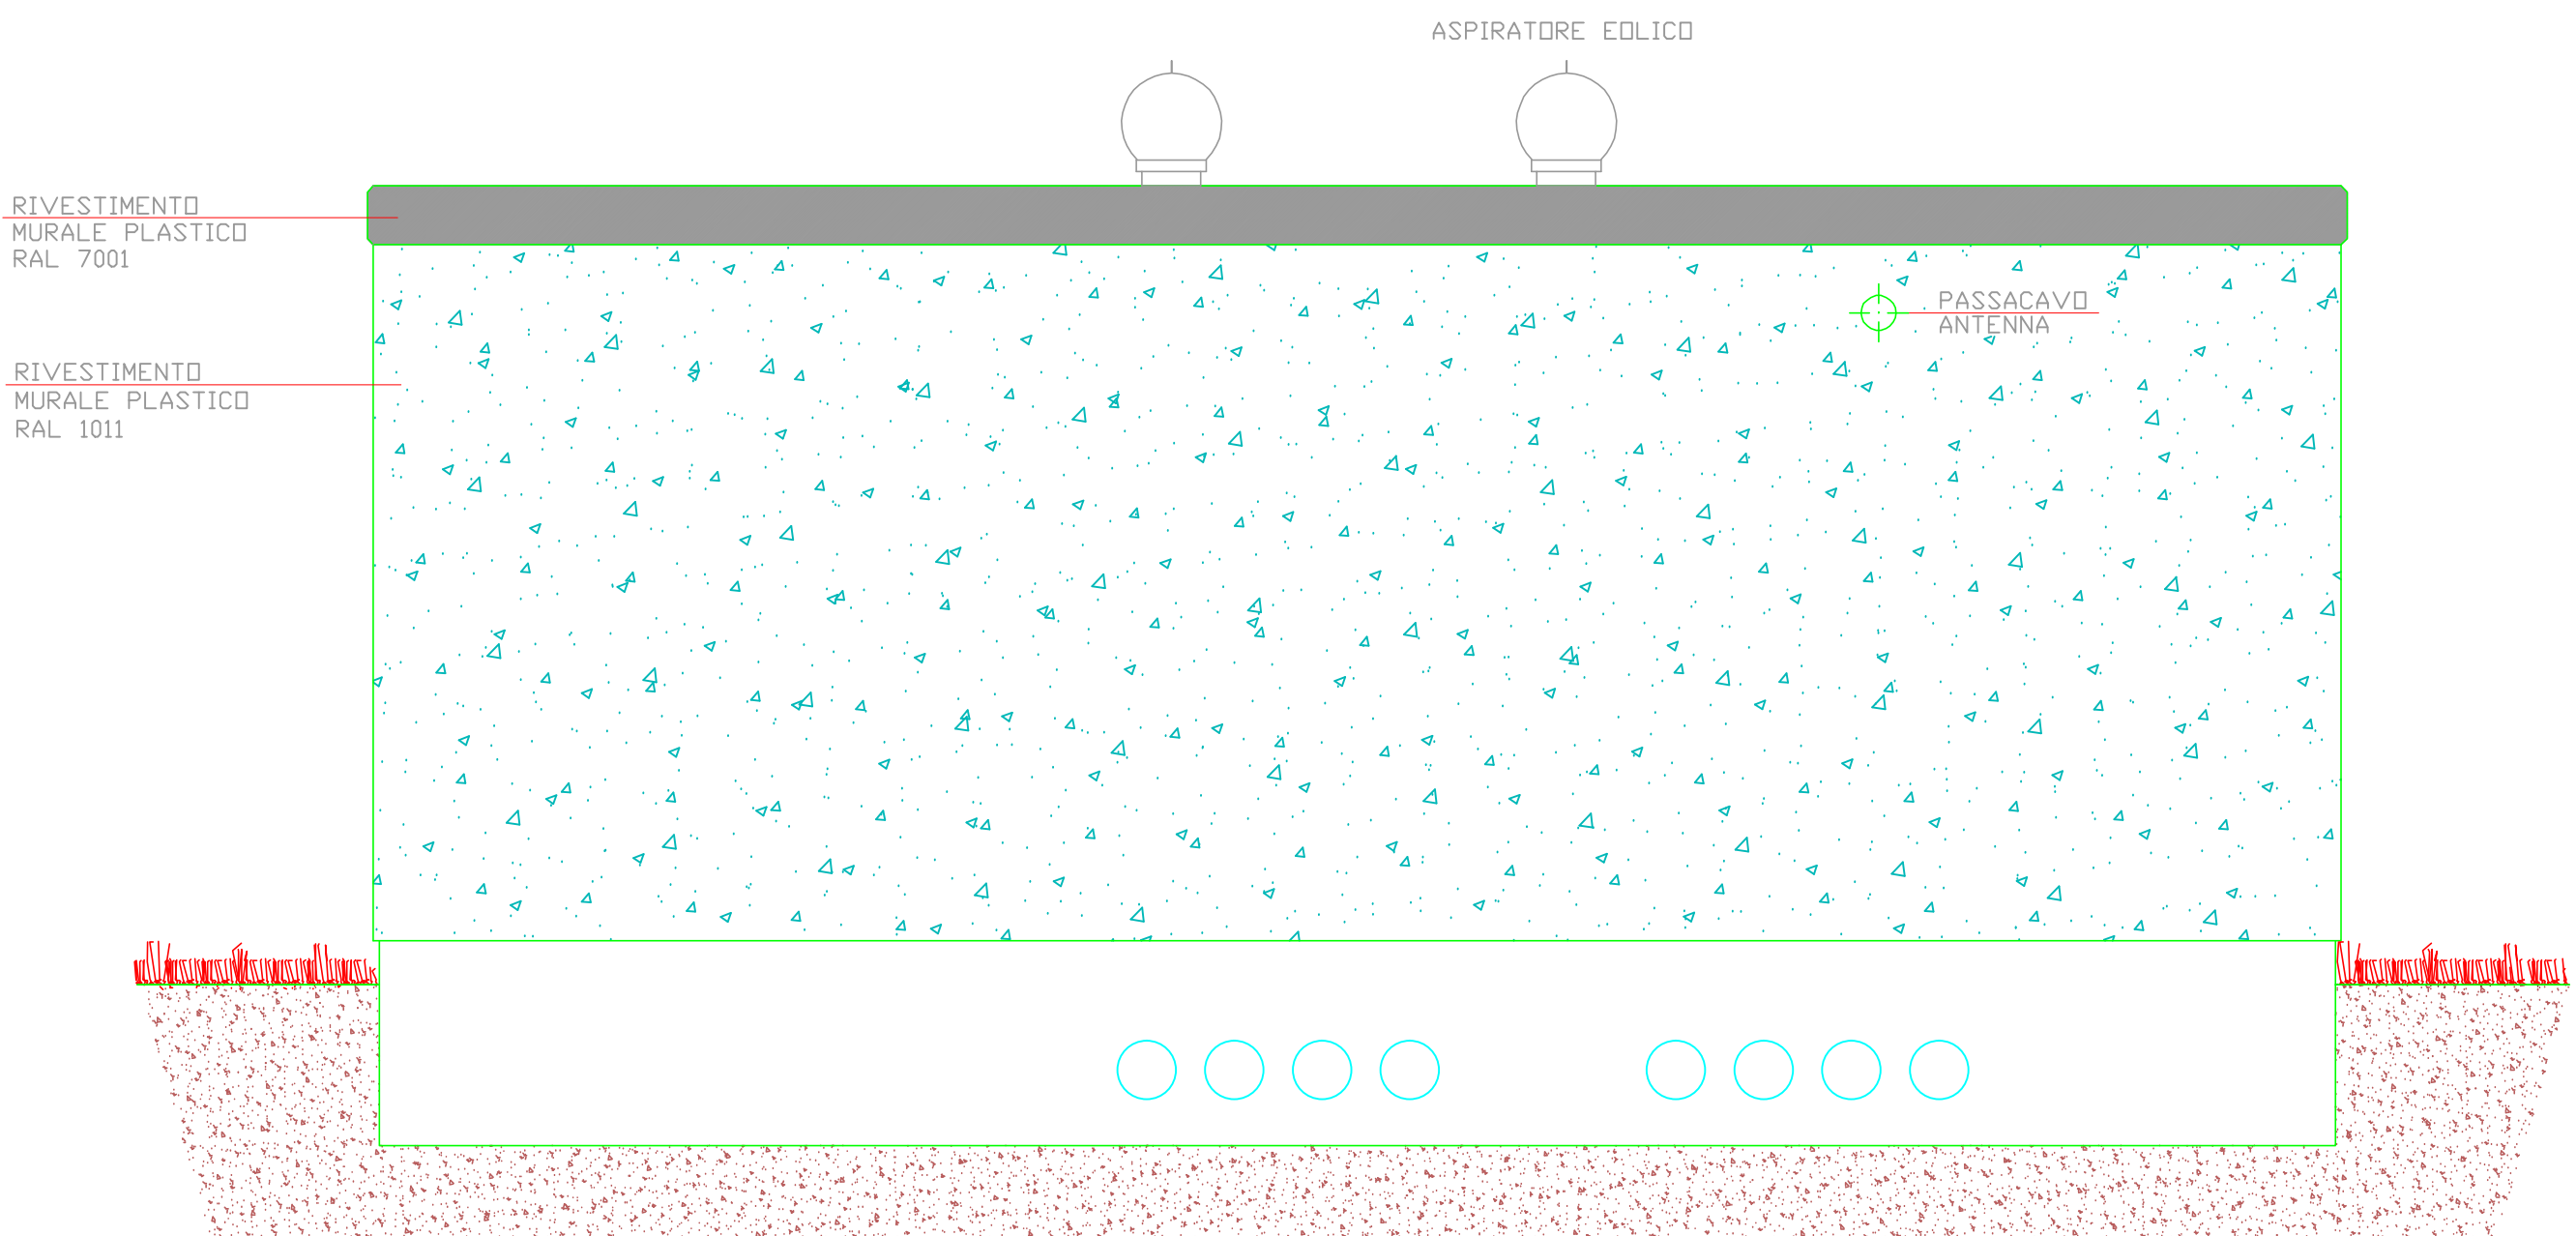 ASPIRATORE EOLICO
RIVESTIMENTO
MURALE PLASTICO
RAL 7001
PASSACAVO
ANTENNA
RIVESTIMENTO
MURALE PLASTICO
RAL 1011